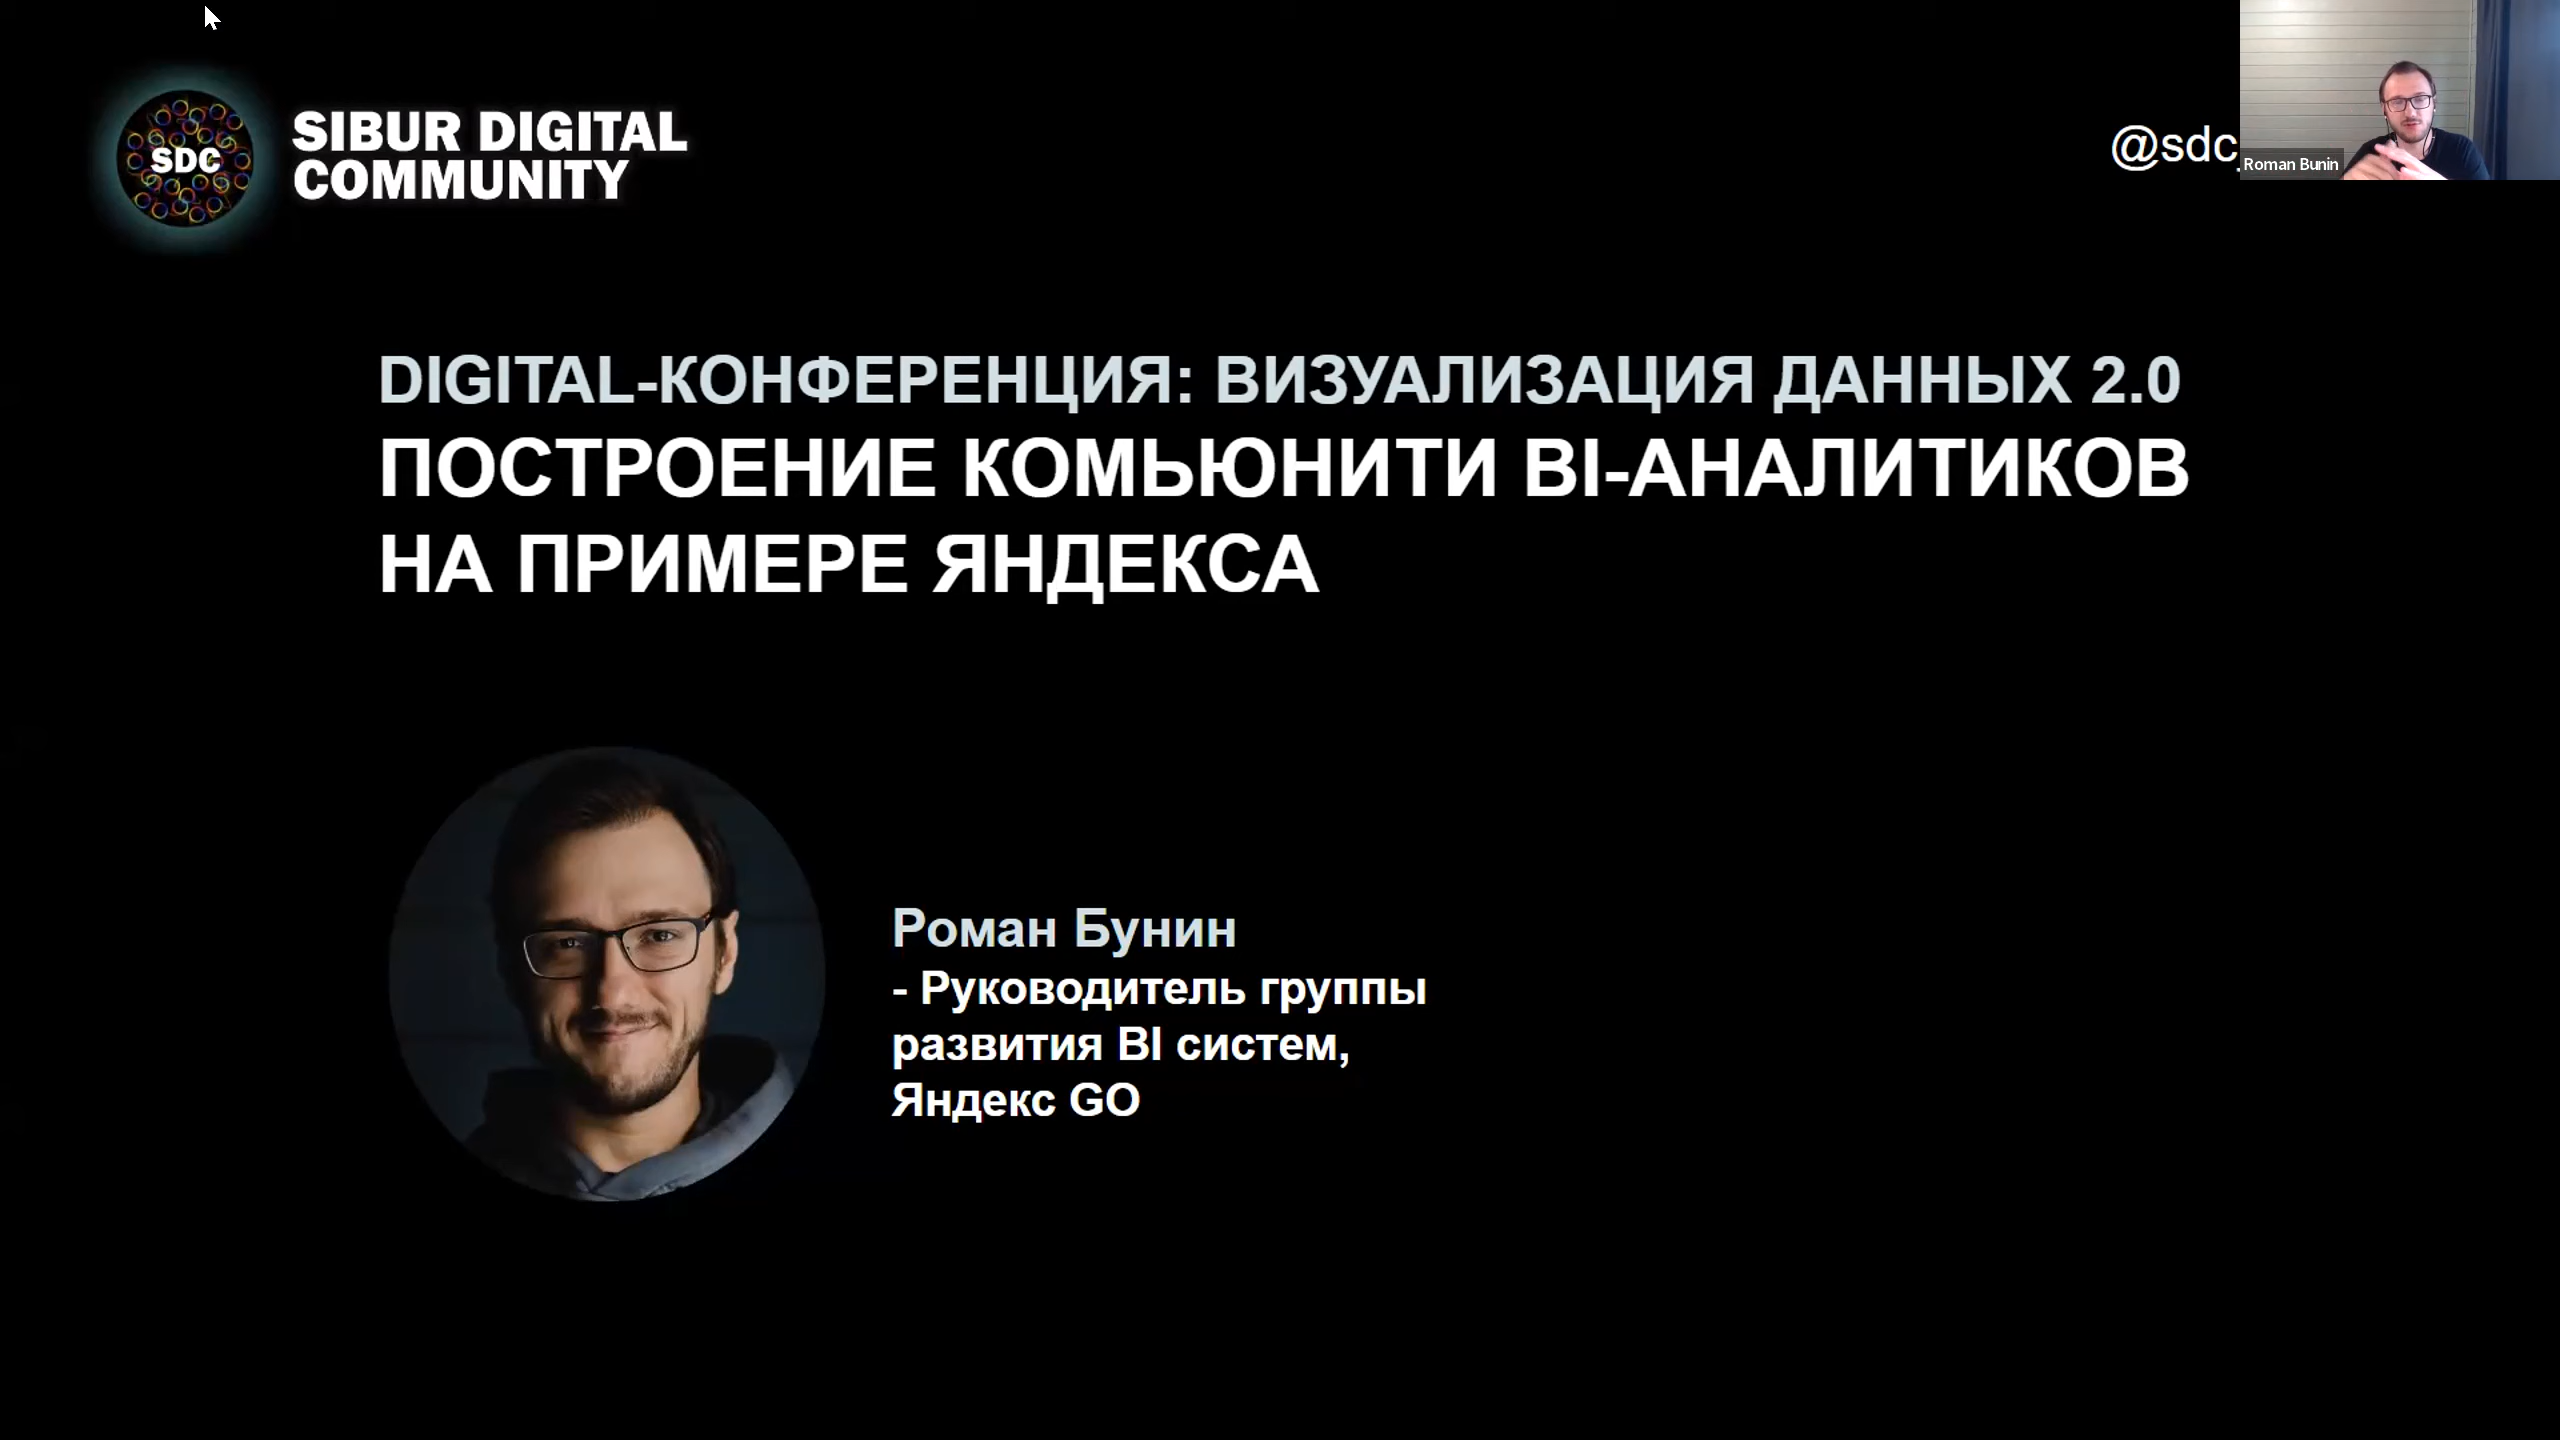 SDC
SIBUR DIGITAL
COMMUNITY
@sdc_
Roman Bunin
DIGITAL-КОНФЕРЕНЦИЯ: ВИЗУАЛИЗАЦИЯ ДАННЫХ 2.0
ПОСТРОЕНИЕ КОМЬЮНИТИ BI-АНАЛИТИКОВ
НА ПРИМЕРЕ ЯНДЕКСА
Роман Бунин
- Руководитель группы
развития BI систем,
Яндекс GO